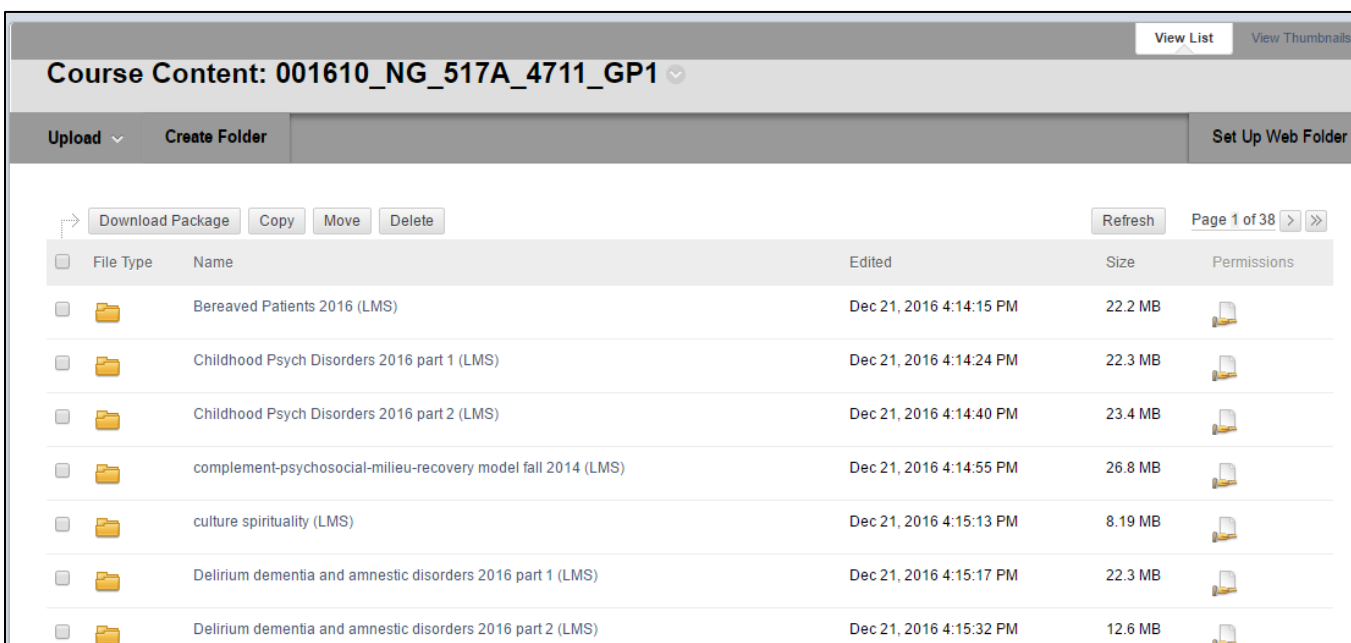 View List View Thumbnails
Course Content: 001610_NG_517A_4711_GP1
Upload Create Folder Set Up Web Folder
Download Package Copy Move Delete Refresh Page 1 of 38 > >>
File Type Name Edited Size Permissions
Bereaved Patients 2016 (LMS) Dec 21, 2016 4:14:15 PM 22.2 MB
Childhood Psych Disorders 2016 part 1 (LMS) Dec 21, 2016 4:14:24 PM 22.3 MB
Childhood Psych Disorders 2016 part 2 (LMS) Dec 21, 2016 4:14:40 PM 23.4 MB
complement-psychosocial-milieu-recovery model fall 2014 (LMS) Dec 21, 2016 4:14:55 PM 26.8 MB
culture spirituality (LMS) Dec 21, 2016 4:15:13 PM 8.19 MB
Delirium dementia and amnestic disorders 2016 part 1 (LMS) Dec 21, 2016 4:15:17 PM 22.3 MB
Delirium dementia and amnestic disorders 2016 part 2 (LMS) Dec 21, 2016 4:15:32 PM 12.6 MB